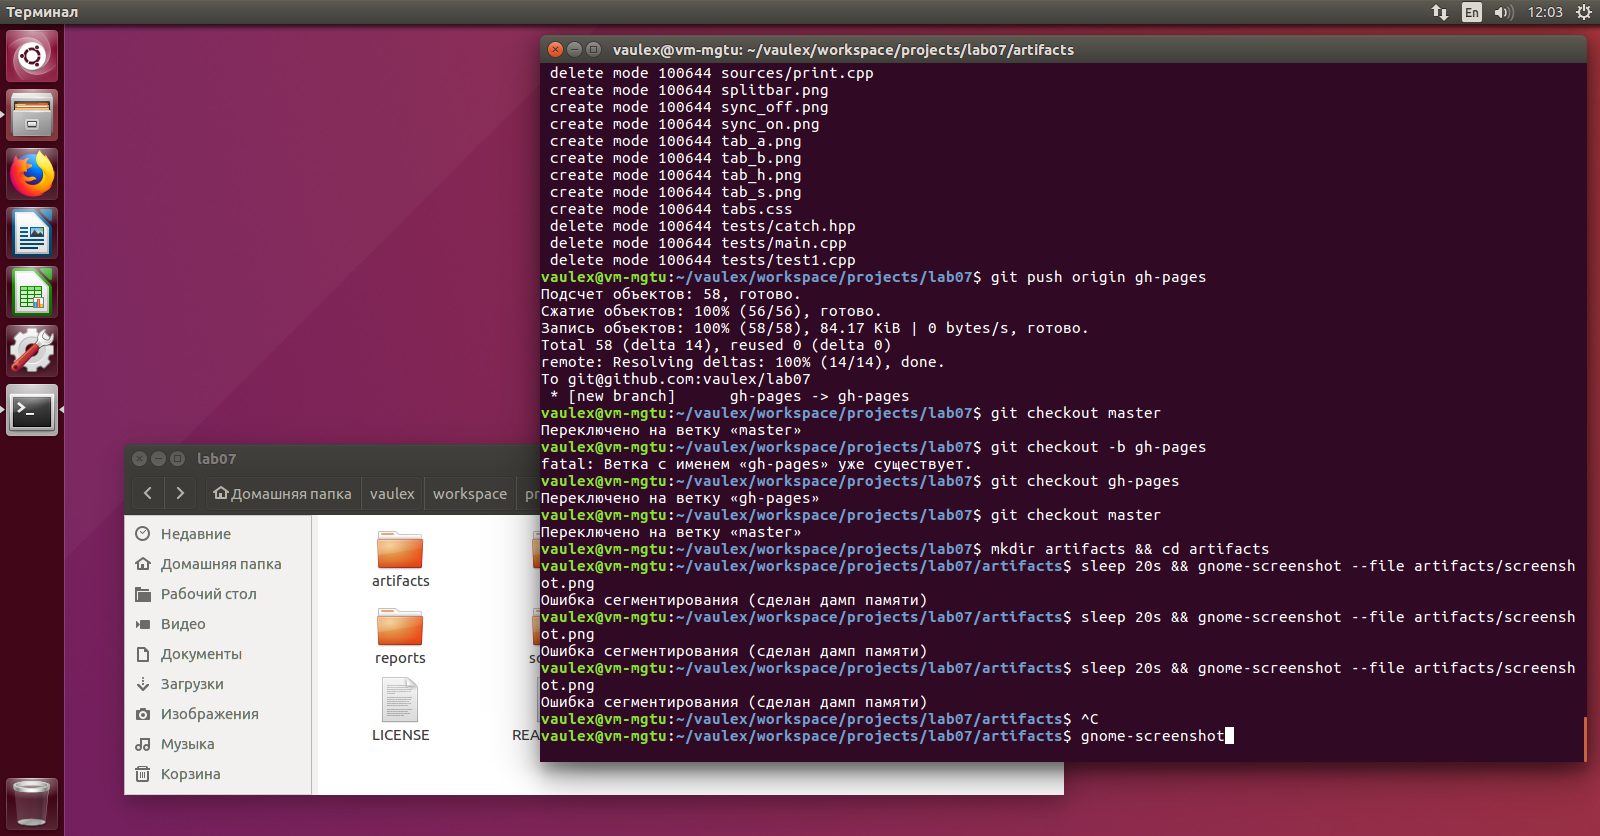 Терминал
En
12:03
vaulex@vm-mgtu: ~/vaulex/workspace/projects/lab07/artifacts
delete mode 100644 sources/print.cpp
create mode 100644 splitbar.png
create mode 100644 sync_off.png
create mode 100644 sync_on.png
create mode 100644 tab_a.png
create mode 100644 tab_b.png
create mode 100644 tab_h.png
create mode 100644 tab_s.png
create mode 100644 tabs.css
delete mode 100644 tests/catch.hpp
delete mode 100644 tests/main.cpp
delete mode 100644 tests/test1.cpp
vaulex@vm-mgtu:~/vaulex/workspace/projects/lab07$ git push origin gh-pages
Подсчет объектов: 58, готово.
Сжатие объектов: 100% (56/56), готово.
Запись объектов: 100% (58/58), 84.17 KiB | 0 bytes/s, готово.
Total 58 (delta 14), reused 0 (delta 0)
remote: Resolving deltas: 100% (14/14), done.
To git@github.com:vaulex/lab07
* [new branch]      gh-pages -> gh-pages
vaulex@vm-mgtu:~/vaulex/workspace/projects/lab07$ git checkout master
Переключено на ветку «master»
vaulex@vm-mgtu:~/vaulex/workspace/projects/lab07$ git checkout -b gh-pages
fatal: Ветка с именем «gh-pages» уже существует.
vaulex@vm-mgtu:~/vaulex/workspace/projects/lab07$ git checkout gh-pages
Переключено на ветку «gh-pages»
vaulex@vm-mgtu:~/vaulex/workspace/projects/lab07$ git checkout master
Переключено на ветку «master»
vaulex@vm-mgtu:~/vaulex/workspace/projects/lab07$ mkdir artifacts && cd artifacts
vaulex@vm-mgtu:~/vaulex/workspace/projects/lab07/artifacts$ sleep 20s && gnome-screenshot --file artifacts/screensh
ot.png
Ошибка сегментирования (сделан дамп памяти)
vaulex@vm-mgtu:~/vaulex/workspace/projects/lab07/artifacts$ sleep 20s && gnome-screenshot --file artifacts/screensh
ot.png
Ошибка сегментирования (сделан дамп памяти)
vaulex@vm-mgtu:~/vaulex/workspace/projects/lab07/artifacts$ sleep 20s && gnome-screenshot --file artifacts/screensh
ot.png
Ошибка сегментирования (сделан дамп памяти)
vaulex@vm-mgtu:~/vaulex/workspace/projects/lab07/artifacts$ ^C
vaulex@vm-mgtu:~/vaulex/workspace/projects/lab07/artifacts$ gnome-screenshot
lab07
Домашняя папка
vaulex
workspace
pr
Недавние
Домашняя папка
Рабочий стол
Видео
Документы
Загрузки
Изображения
Музыка
Корзина
artifacts
reports
LICENSE
REA